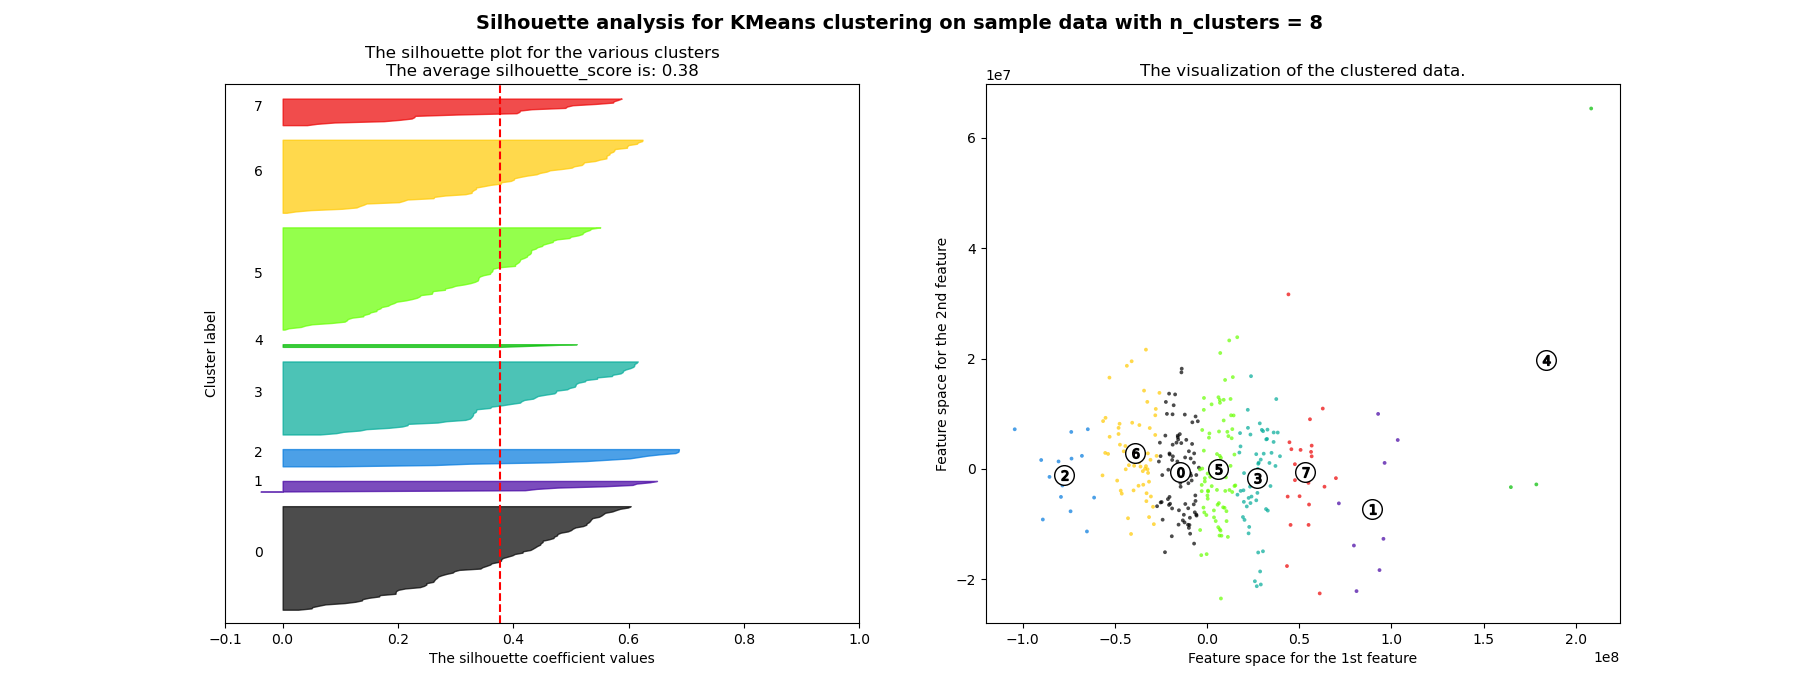 Silhouette analysis for KMeans clustering on sample data with n_clusters = 8
The silhouette plot for the various clusters
The average silhouette_score is: 0.38
7
6
5
4
3
2
1
0
Cluster label
−0.1 0.0 0.2 0.4 0.6 0.8 1.0
The silhouette coefficient values
The visualization of the clustered data.
1e7
6
4
2
0
−2
Feature space for the 2nd feature
4
6
2
0
5
3
7
1
−1.0 −0.5 0.0 0.5 1.0 1.5 2.0
1e8
Feature space for the 1st feature